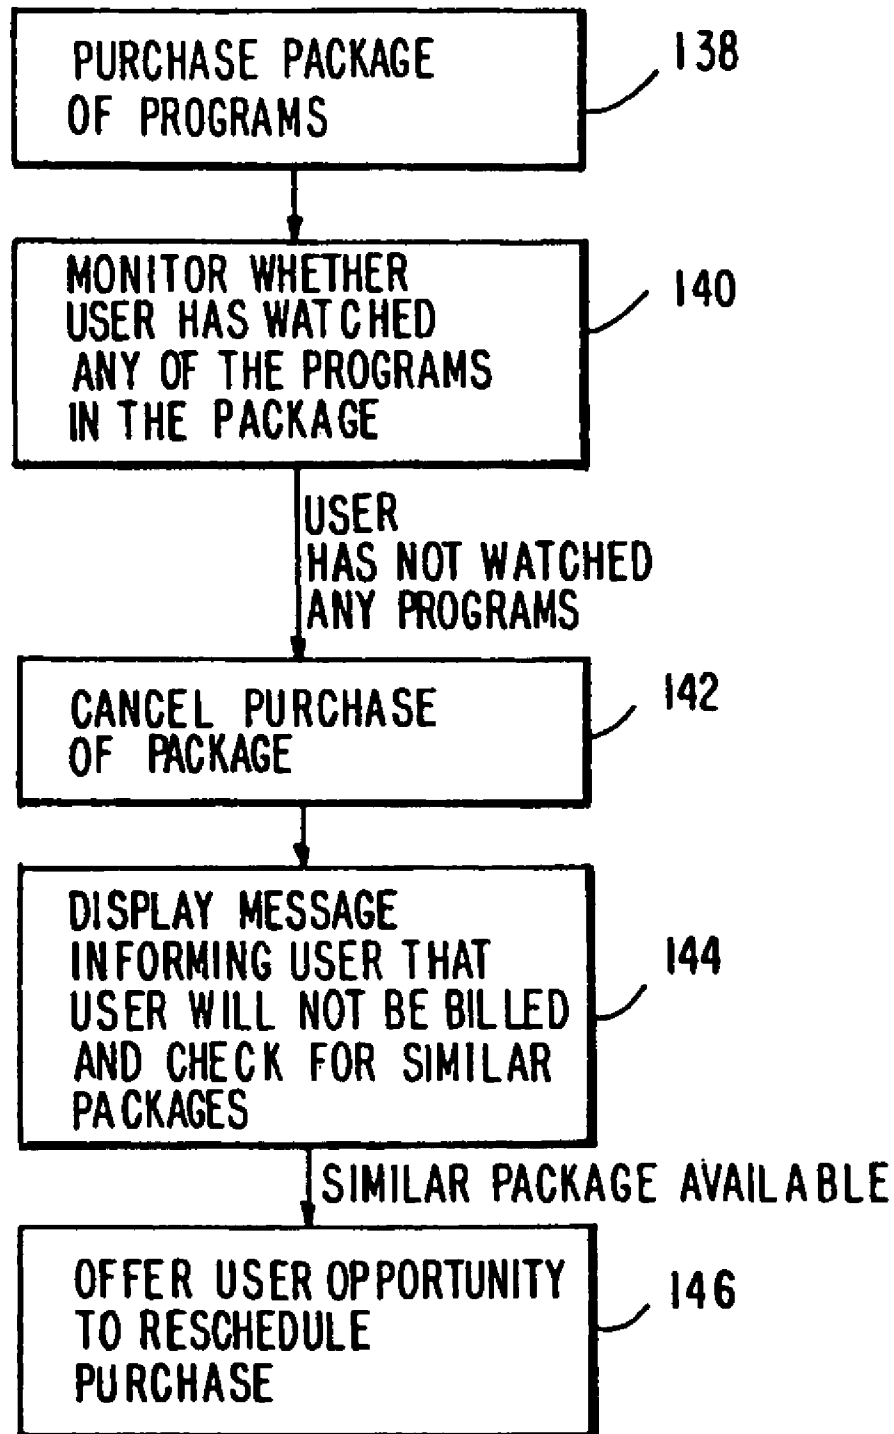 PURCHASE PACKAGE
OF PROGRAMS
138
MONITOR WHETHER
USER HAS WATCHED
ANY OF THE PROGRAMS
IN THE PACKAGE
140
USER
HAS NOT WATCHED
ANY PROGRAMS
CANCEL PURCHASE
OF PACKAGE
142
DISPLAY MESSAGE
INFORMING USER THAT
USER WILL NOT BE BILLED
AND CHECK FOR SIMILAR
PACKAGES
144
SIMILAR PACKAGE AVAILABLE
OFFER USER OPPORTUNITY
TO RESCHEDULE
PURCHASE
146